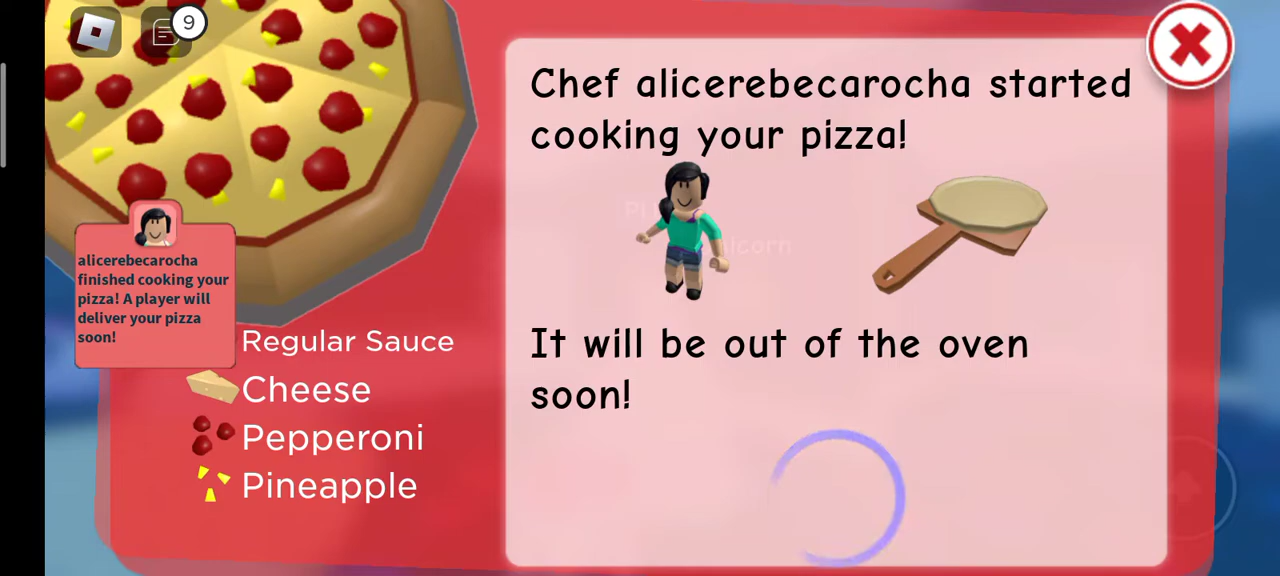 9
Chef alicerebecarocha started
cooking your pizza!
alicerebecarocha
finished cooking your
pizza! A player will
deliver your pizza
soon!
It will be out of the oven
soon!
Regular Sauce
Cheese
Pepperoni
Pineapple